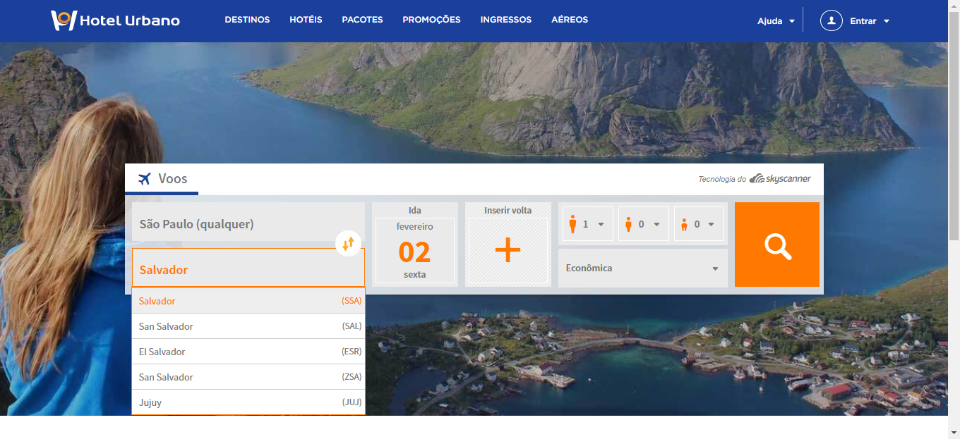 Hotel Urbano
DESTINOS HOTÉIS PACOTES PROMOÇÕES INGRESSOS AÉREOS
Ajuda Entrar
Voos
Tecnologia do skyscanner
São Paulo (qualquer)
Salvador
Salvador (SSA)
San Salvador (SAL)
El Salvador (ESR)
San Salvador (ZSA)
Jujuy (JUJ)
Ida
fevereiro
02
sexta
Inserir volta
1 0 0
Econômica